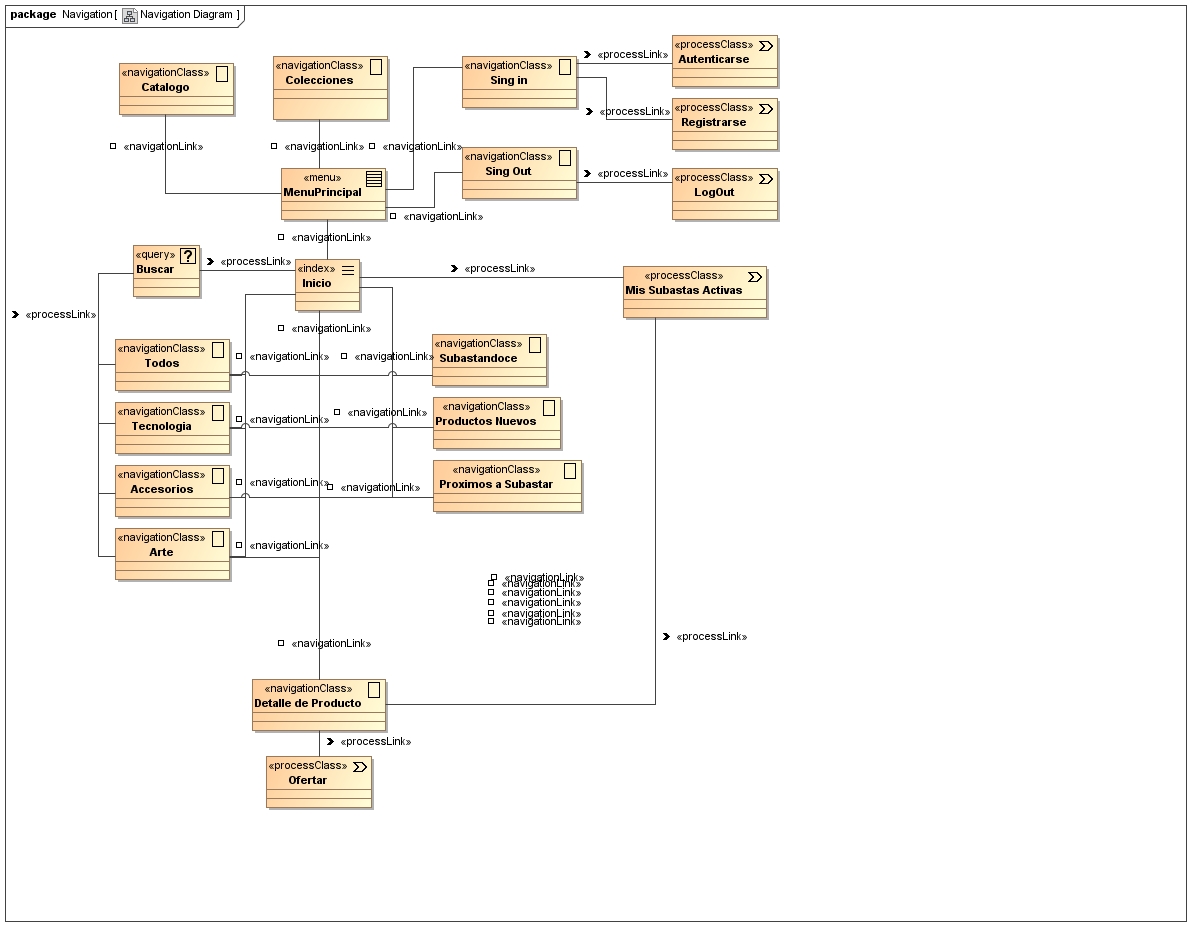 package Navigation [ Navigation Diagram ]
«navigationClass»
Catalogo
«navigationClass»
Colecciones
«navigationClass»
Sing in
«processLink»
«processClass»
Autenticarse
«processLink»
«processClass»
Registrarse
«navigationLink»
«navigationLink»
«navigationLink»
«navigationClass»
Sing Out
«processLink»
«processClass»
LogOut
«menu»
MenuPrincipal
«navigationLink»
«navigationLink»
«query»
Buscar
«processLink»
«index»
Inicio
«processLink»
«processClass»
Mis Subastas Activas
«processLink»
«navigationLink»
«navigationClass»
Todos
«navigationLink»
«navigationLink»
«navigationClass»
Subastandoce
«navigationClass»
Tecnologia
«navigationLink»
«navigationLink»
«navigationClass»
Productos Nuevos
«navigationClass»
Accesorios
«navigationLink»
«navigationLink»
«navigationClass»
Proximos a Subastar
«navigationClass»
Arte
«navigationLink»
«navigationLink»
«navigationLink»
«navigationLink»
«navigationLink»
«navigationLink»
«navigationLink»
«navigationLink»
«processLink»
«navigationClass»
Detalle de Producto
«processLink»
«processClass»
Ofertar